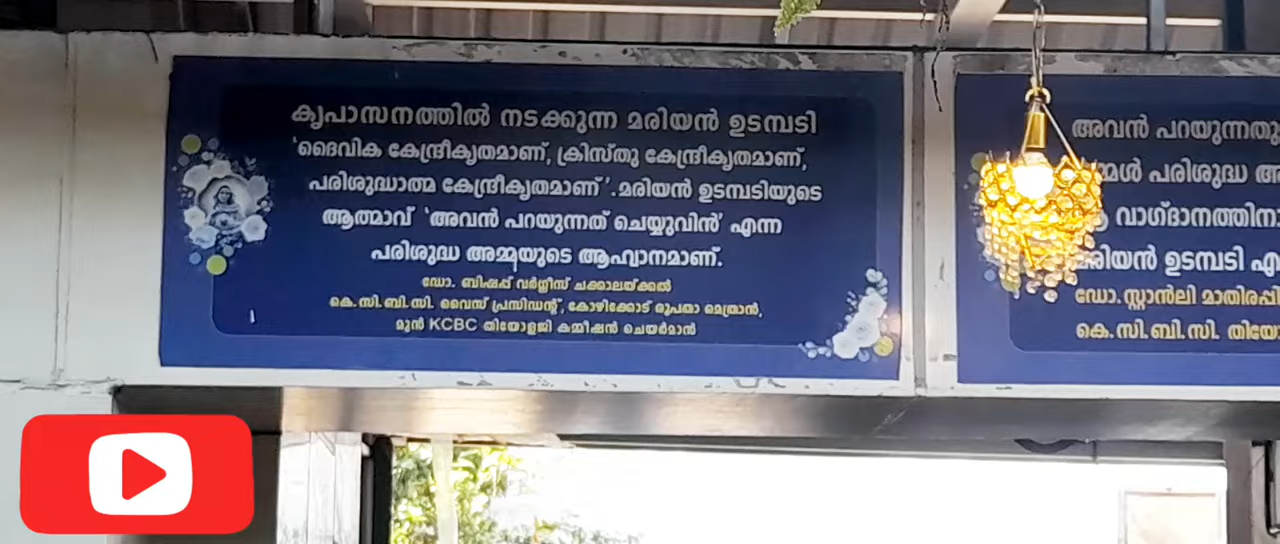 കൃപാസനത്തിൽ നടക്കുന്ന മരിയൻ ഉടമ്പടി
'ദൈവിക കേന്ദ്രീകൃതമാണ്, ക്രിസ്തു കേന്ദ്രീകൃതമാണ്,
പരിശുദ്ധാത്മ കേന്ദ്രീകൃതമാണ്'.മരിയൻ ഉടമ്പടിയുടെ
ആത്മാവ് 'അവൻ പറയുന്നത് ചെയ്യുവിൻ' എന്ന
പരിശുദ്ധ അമ്മയുടെ ആഹ്വാനമാണ്.
ഡോ. ബിഷപ്പ് വർഗ്ഗീസ് ചക്കാലയ്ക്കൽ
കെ.സി.ബി.സി. വൈസ് പ്രസിഡന്റ്, കോഴിക്കോട് രൂപതാ മെത്രാൻ,
മുൻ KCBC തിയോളജി കമ്മീഷൻ ചെയർമാൻ
അവൻ പറയുന്നതു
പരിശുദ്ധ
വാഗ്ദാനത്തിന
മരിയൻ ഉടമ്പടി എ
ഡോ.സ്റ്റാൻലി മാതിരപ്പി
കെ.സി.ബി.സി. തിയോ